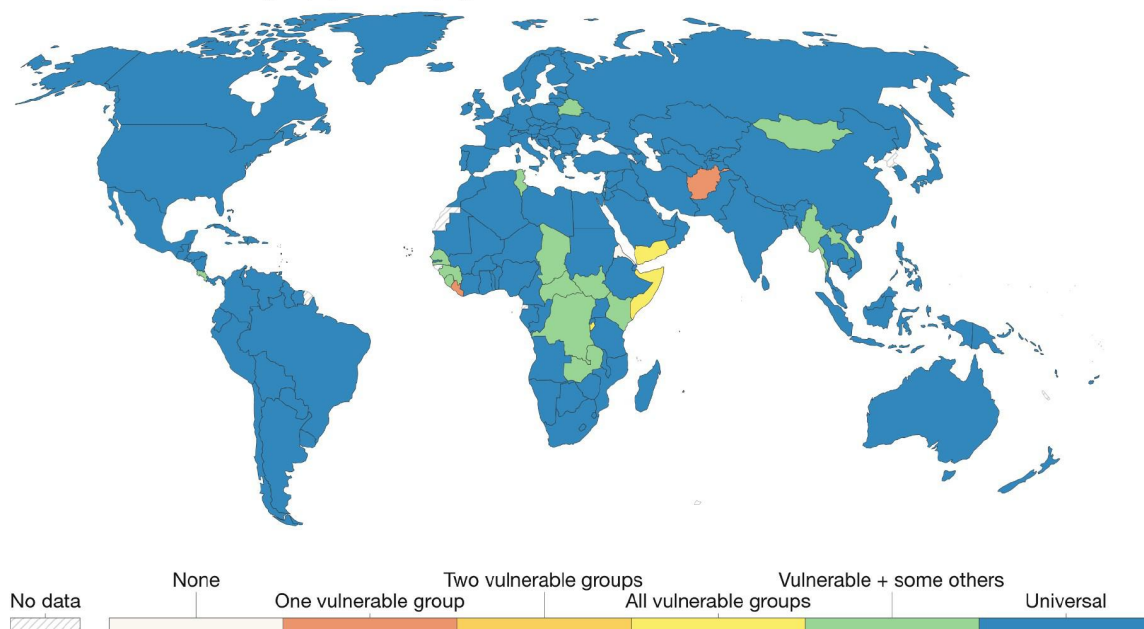 None
Two vulnerable groups
Vulnerable + some others
No data
One vulnerable group
All vulnerable groups
Universal